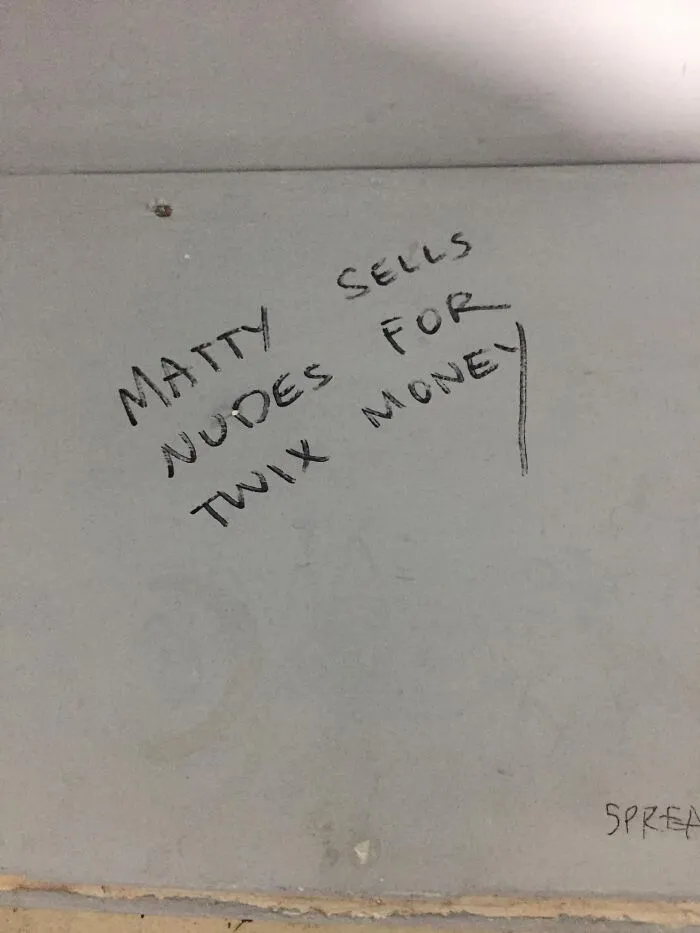 MATTY SELLS
NUDES FOR
TWIX MONEY
SPREA